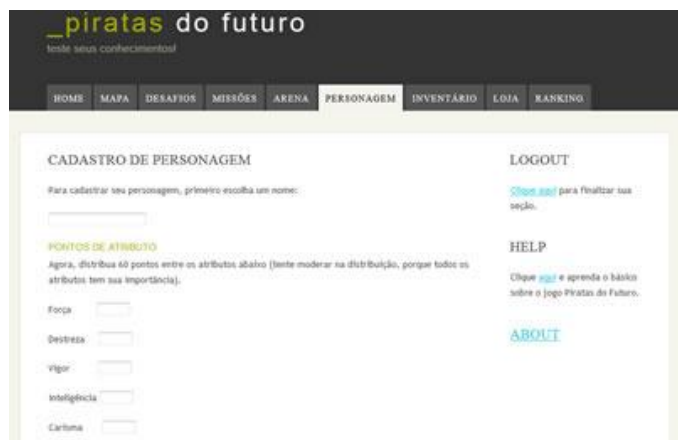 _piratas do futuro
teste seus conhecimentos!
HOME MAPA DESAFIOS MISSÕES ARENA PERSONAGEM INVENTÁRIO LOJA RANKING
CADASTRO DE PERSONAGEM
Para cadastrar seu personagem, primeiro escolha um nome:
PONTOS DE ATRIBUTO
Agora, distribua 60 pontos entre os atributos abaixo (tente moderar na distribuição, porque todos os
atributos tem sua importância).
Força
Destreza
Vigor
Inteligência
Carisma
LOGOUT
Clique aqui para finalizar sua
seção.
HELP
Clique aqui e aprenda o básico
sobre o jogo Piratas do Futuro.
ABOUT